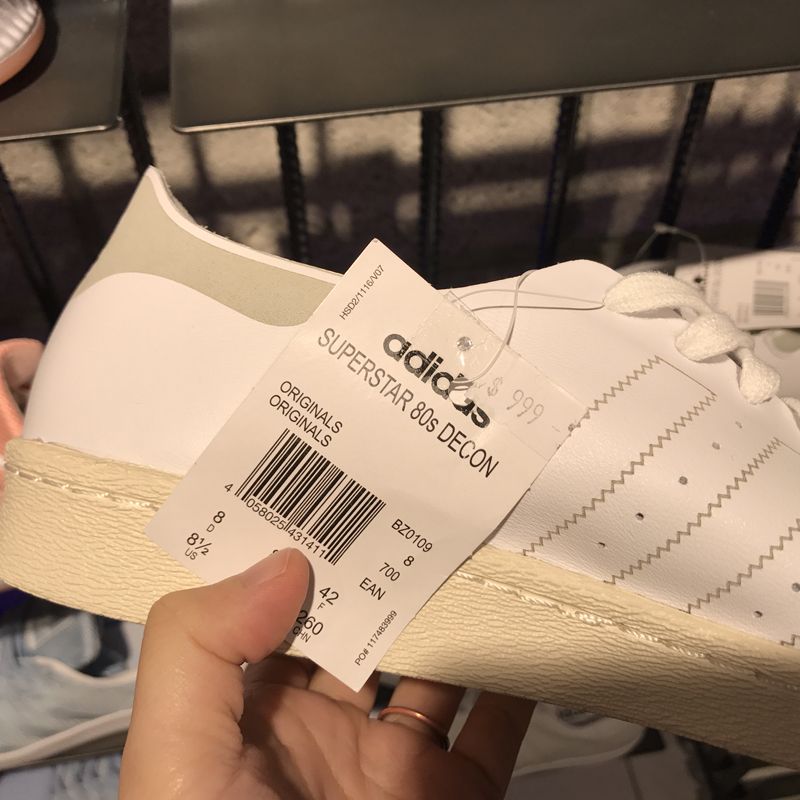 HSD2/1116/V07
adidas
$ 999
SUPERSTAR 80s DECON
ORIGINALS
ORIGINALS
4 058025 431411
BZ0109
8
D
8
8½
US
700
42
F
EAN
260
CHN
PO# 117483999